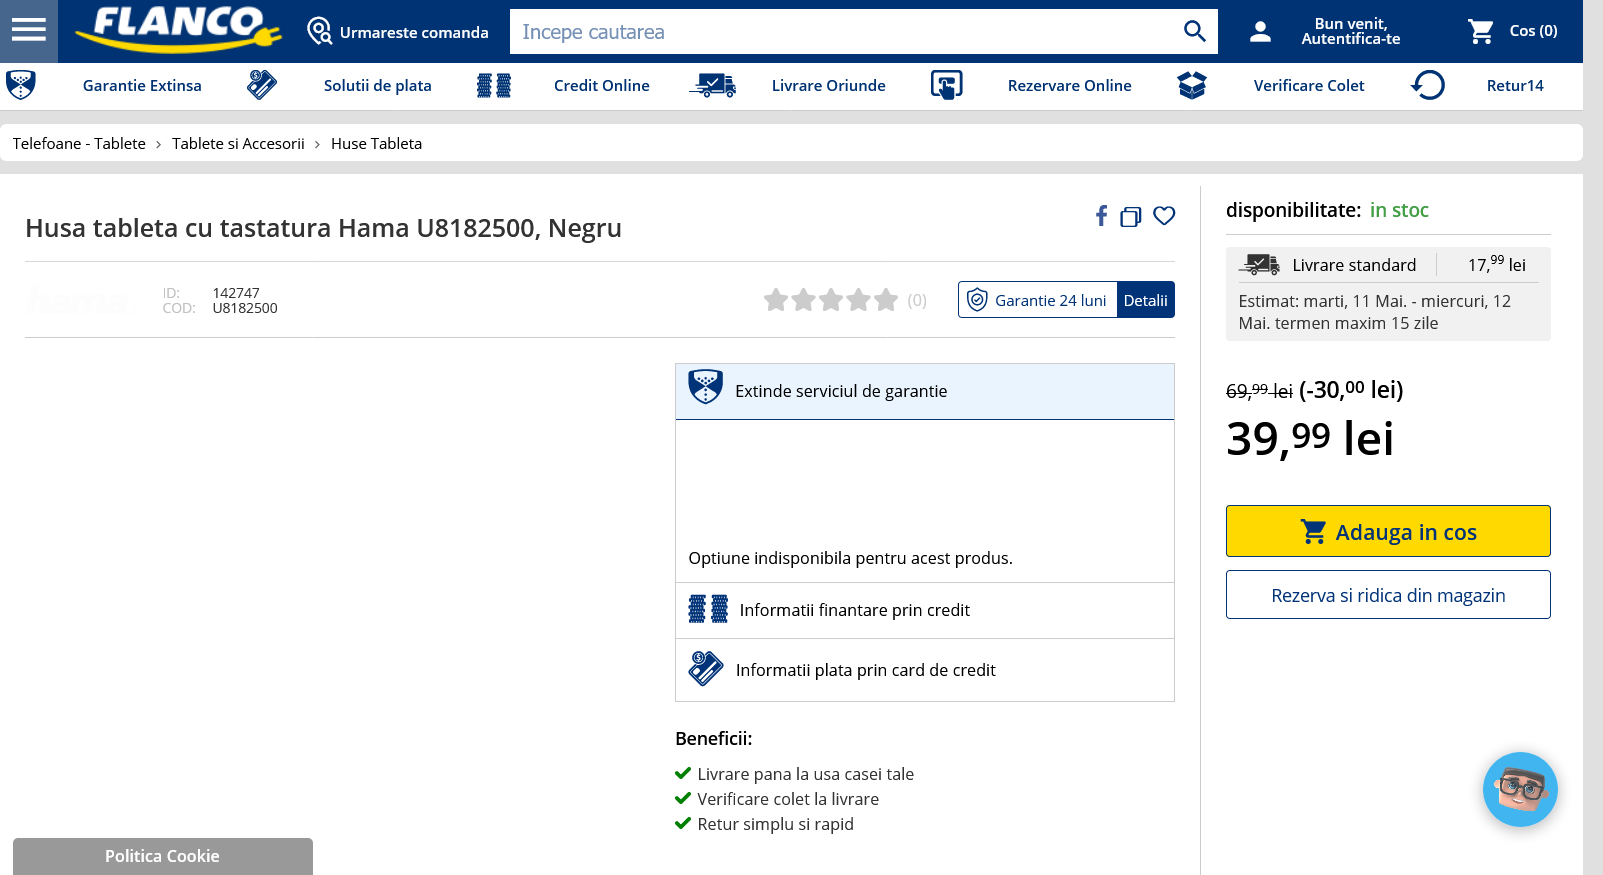 FLANCO
Urmareste comanda
Incepe cautarea
Bun venit,
Autentifica-te
Cos (0)
Garantie Extinsa
Solutii de plata
Credit Online
Livrare Oriunde
Rezervare Online
Verificare Colet
Retur14
Telefoane - Tablete › Tablete si Accesorii › Huse Tableta
Husa tableta cu tastatura Hama U8182500, Negru
hama
ID: 142747
COD: U8182500
(0)
Garantie 24 luni
Detalii
Extinde serviciul de garantie
Optiune indisponibila pentru acest produs.
Informatii finantare prin credit
Informatii plata prin card de credit
Beneficii:
Livrare pana la usa casei tale
Verificare colet la livrare
Retur simplu si rapid
disponibilitate: in stoc
Livrare standard
17,99 lei
Estimat: marti, 11 Mai. - miercuri, 12
Mai. termen maxim 15 zile
69,99 lei (-30,00 lei)
39,99 lei
Adauga in cos
Rezerva si ridica din magazin
Politica Cookie